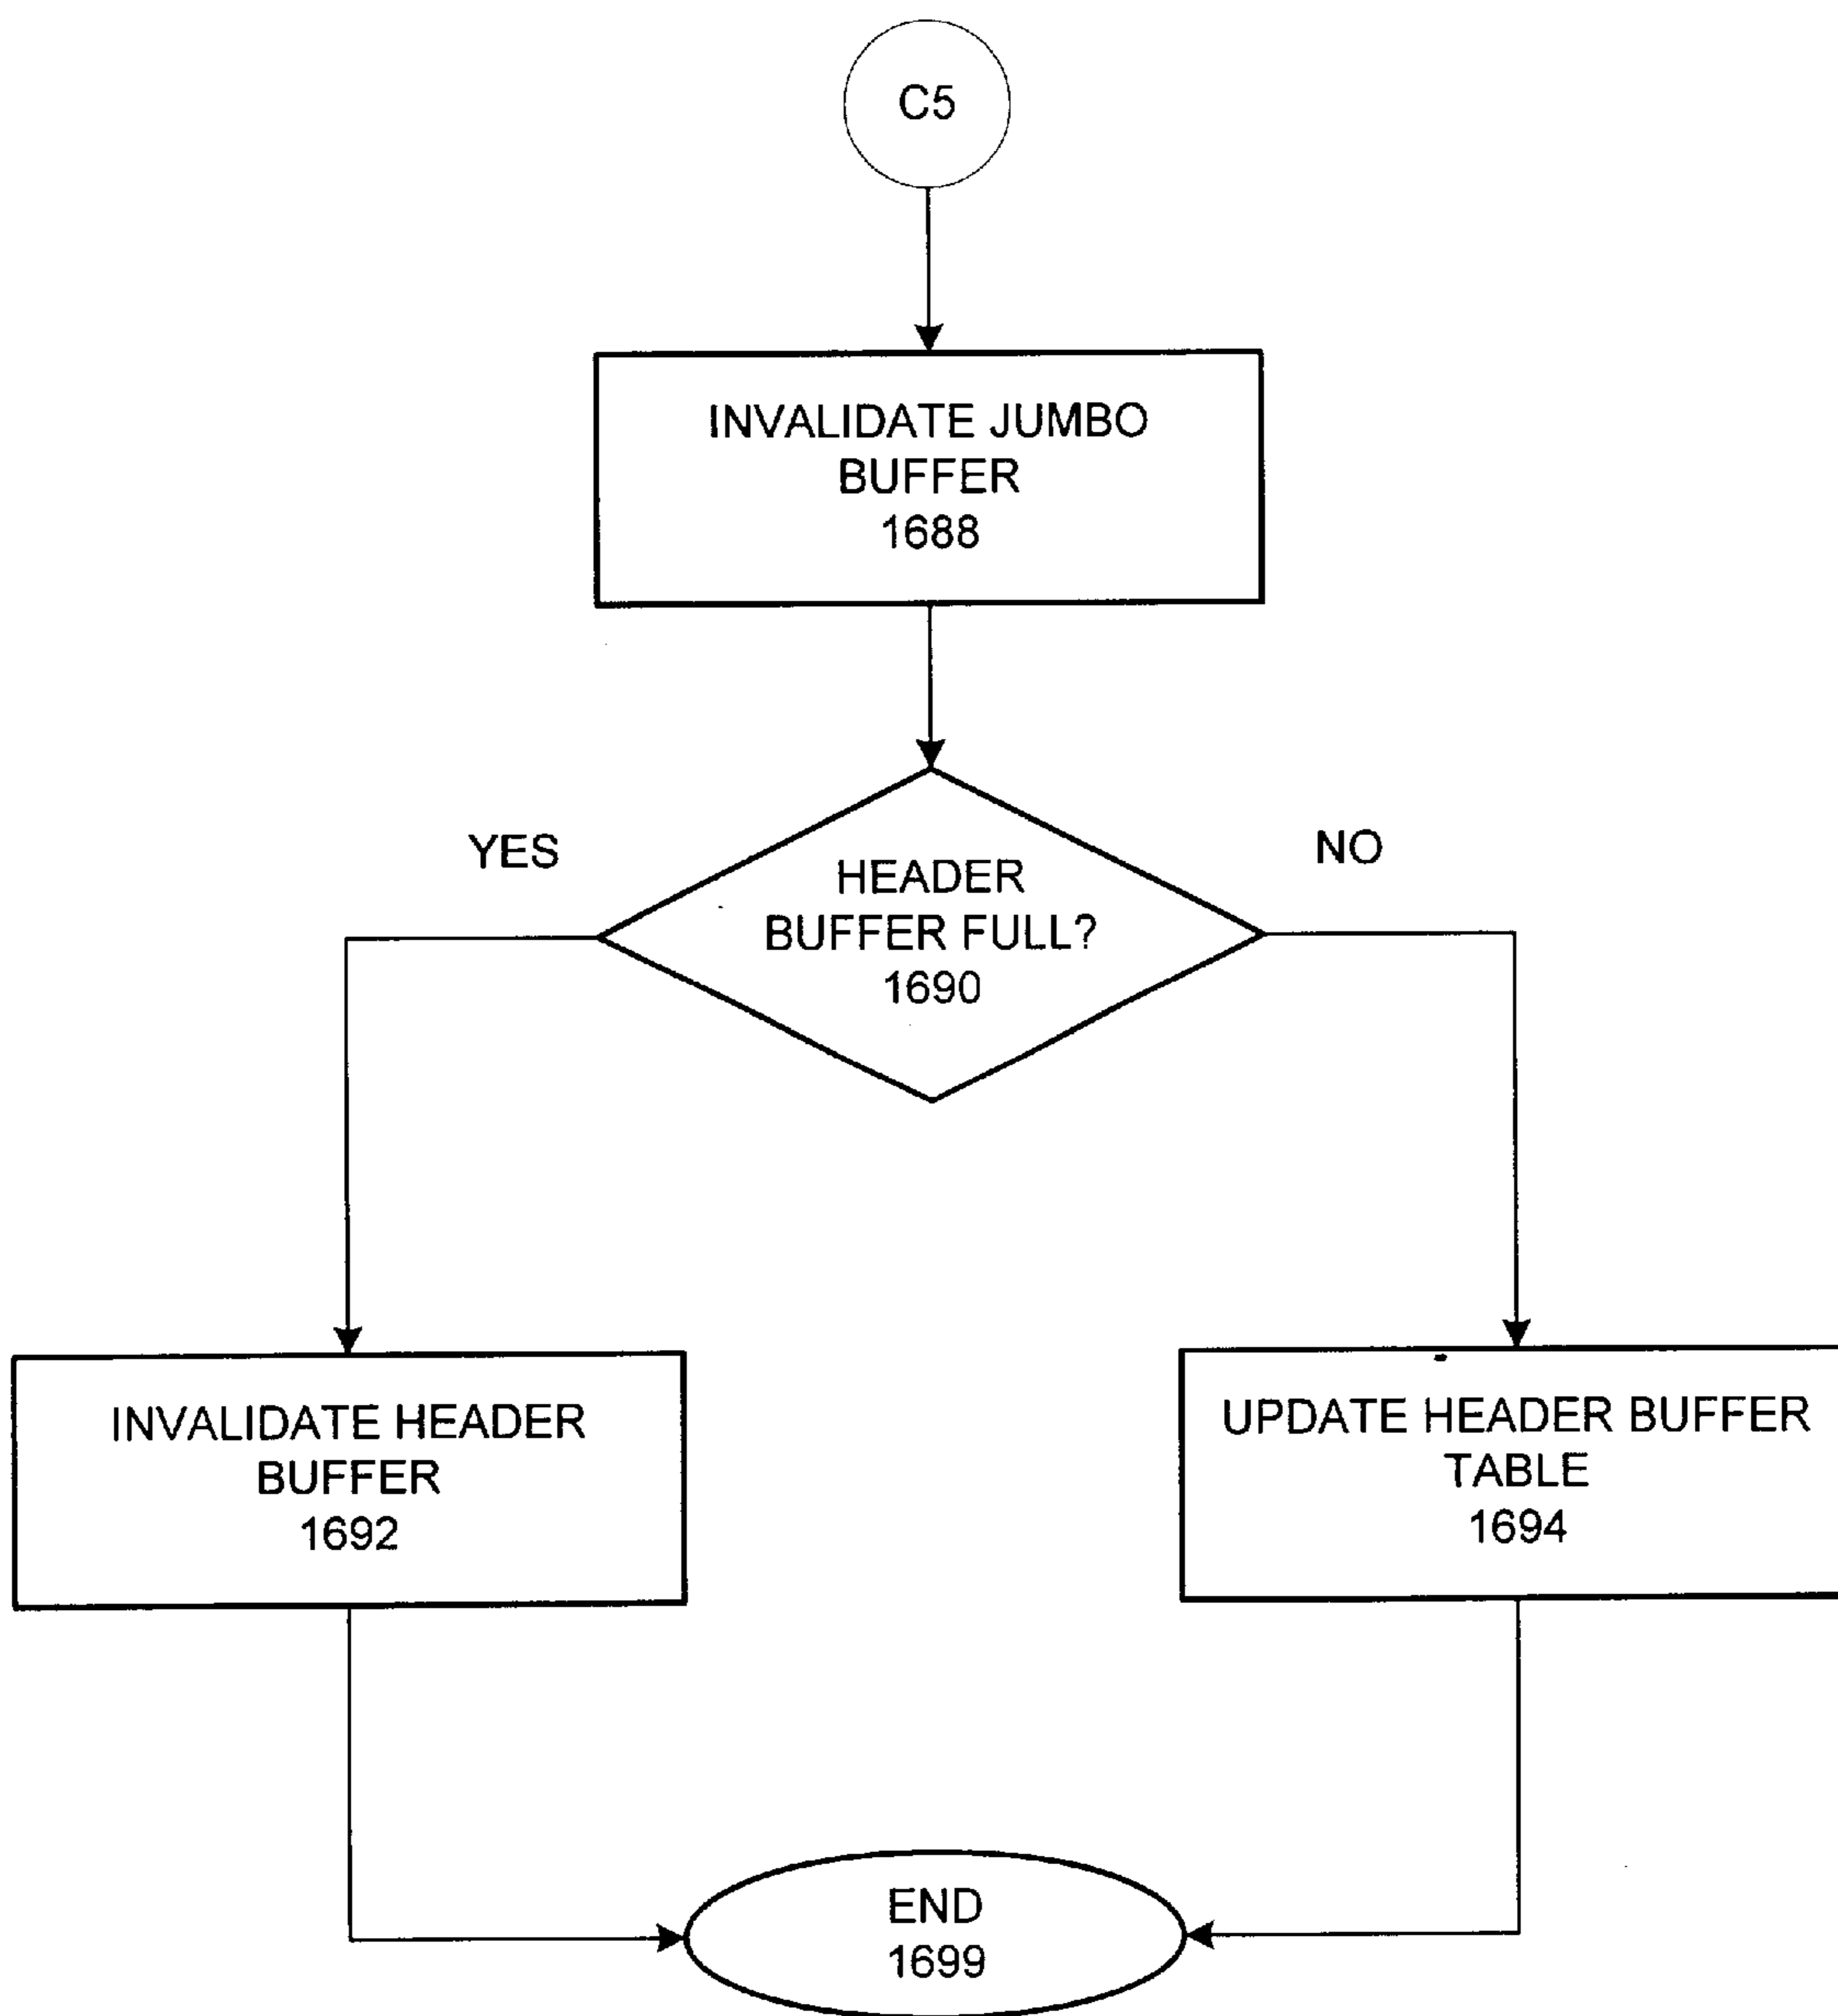 C5
INVALIDATE JUMBO
BUFFER
1688
YES
NO
HEADER
BUFFER FULL?
1690
INVALIDATE HEADER
BUFFER
1692
UPDATE HEADER BUFFER
TABLE
1694
END
1699